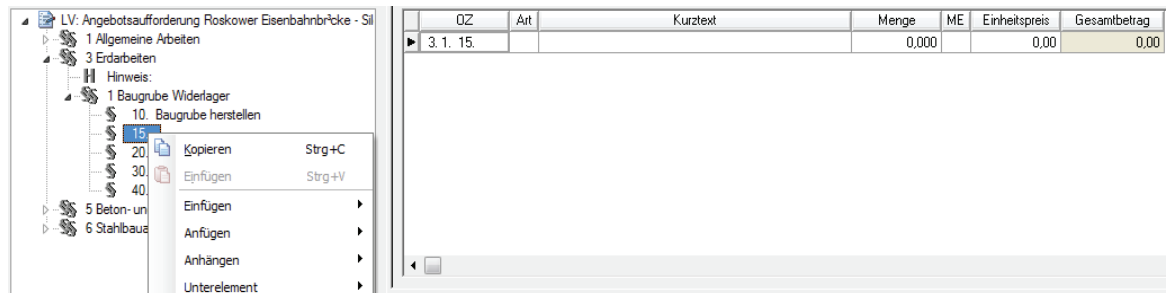 LV: Angebotsaufforderung Roskower Eisenbahnbr³cke - Sil
1 Allgemeine Arbeiten
3 Erdarbeiten
Hinweis:
1 Baugrube Widerlager
10. Baugrube herstellen
15.
20.
30.
40.
5 Beton- un
6 Stahlbaua
Kopieren Strg+C
Einfügen Strg+V
Einfügen
Anfügen
Anhängen
Unterelement
OZ Art Kurztext Menge ME Einheitspreis Gesamtbetrag
3. 1. 15. 0,000 0,00 0,00